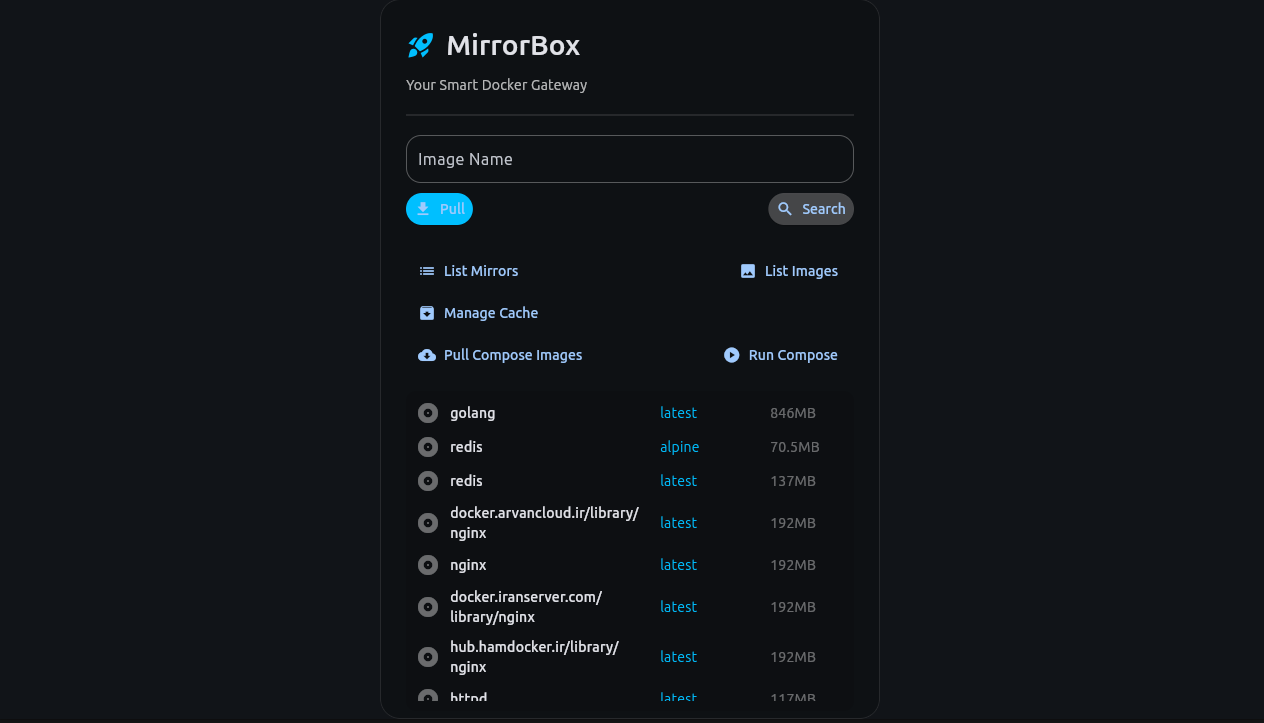 MirrorBox
Your Smart Docker Gateway
Image Name
Pull
Search
List Mirrors
List Images
Manage Cache
Pull Compose Images
Run Compose
golang latest 846MB
redis alpine 70.5MB
redis latest 137MB
docker.arvancloud.ir/library/
nginx latest 192MB
nginx latest 192MB
docker.iranserver.com/
library/nginx latest 192MB
hub.hamdocker.ir/library/
nginx latest 192MB
httpd latest 117MB